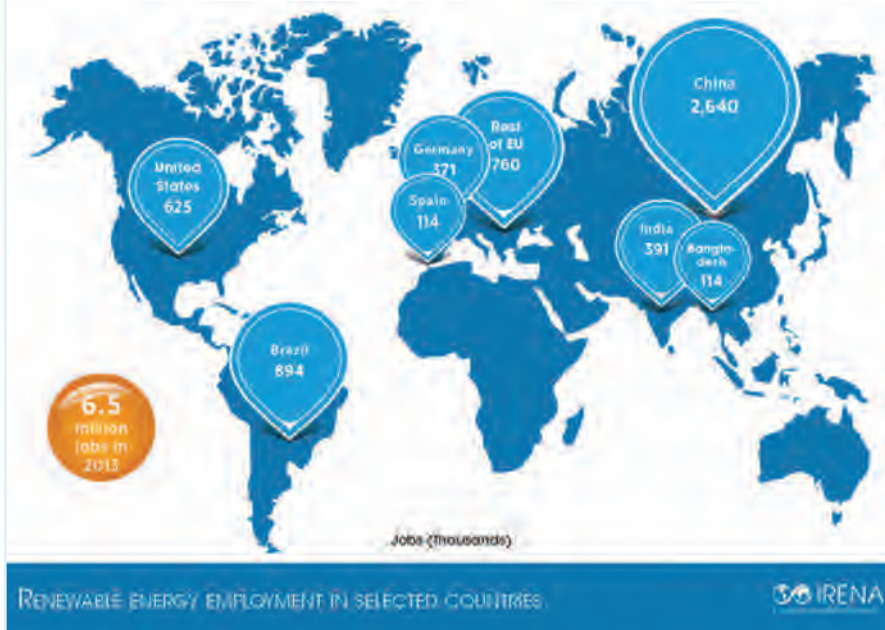 China
2,640
Rest
of EU
760
Germany
371
Spain
114
United
States
625
India
391
Bangla-
desh
114
Brazil
894
6.5
million
jobs in
2013
Jobs (thousands)
RENEWABLE ENERGY EMPLOYMENT IN SELECTED COUNTRIES
IRENA